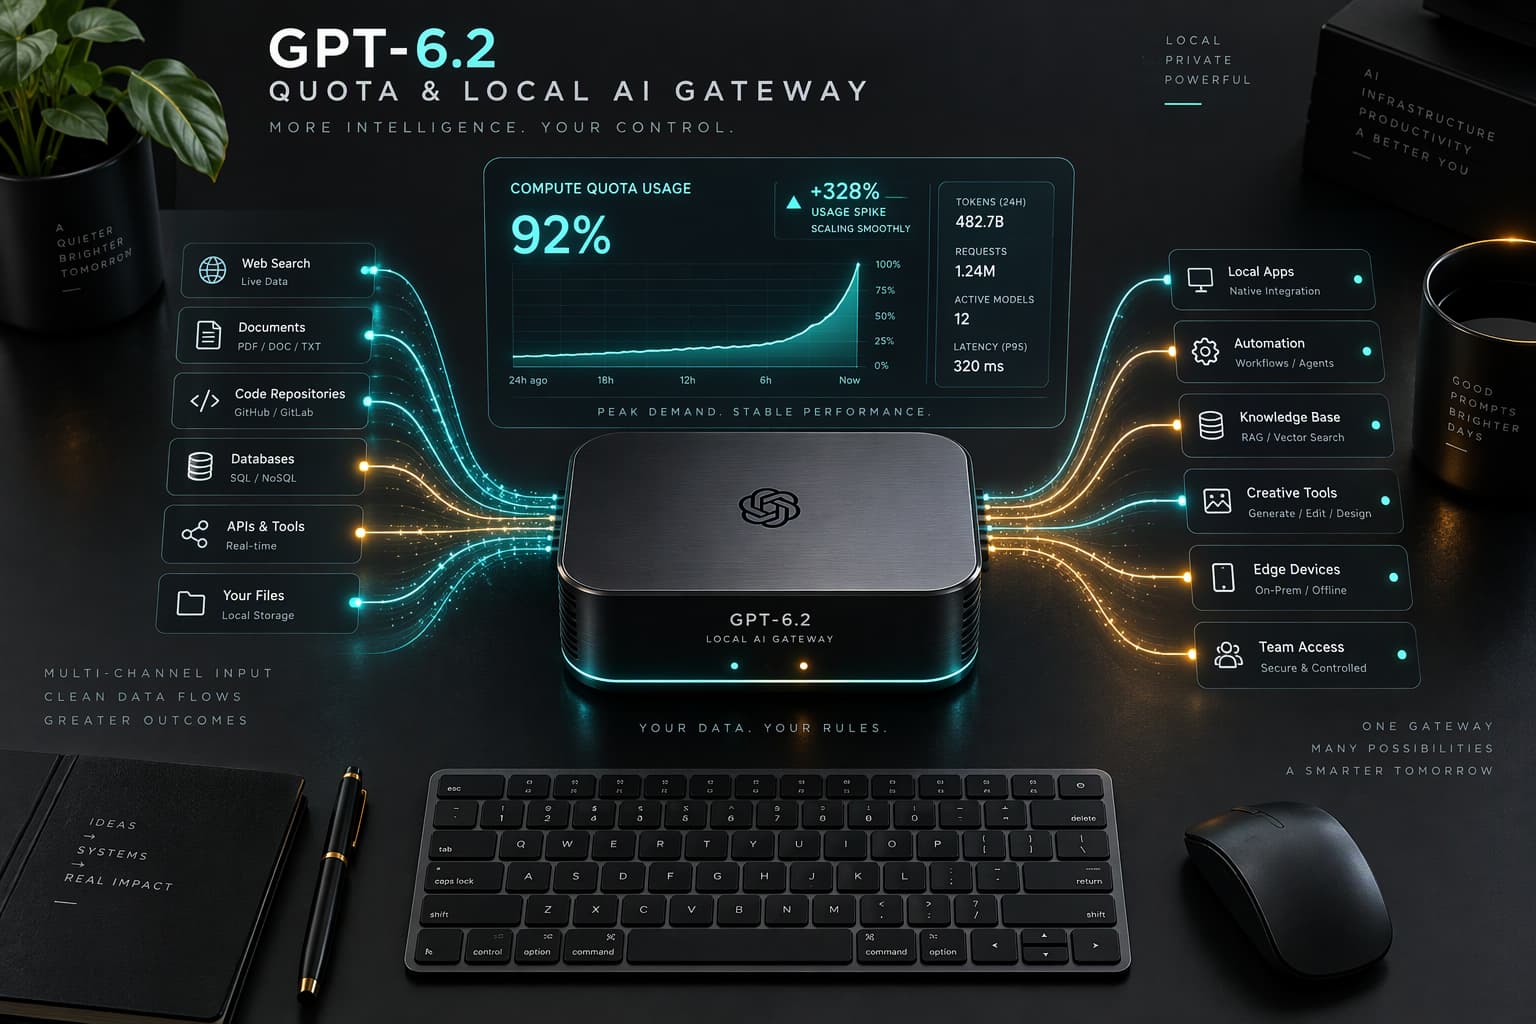 GPT-6.2
QUOTA & LOCAL AI GATEWAY
MORE INTELLIGENCE. YOUR CONTROL.
LOCAL
PRIVATE
POWERFUL
AI
INFRASTRUCTURE
PRODUCTIVITY
A BETTER YOU
A
QUIETER
BRIGHTER
TOMORROW
COMPUTE QUOTA USAGE
92%
+328%
USAGE SPIKE
SCALING SMOOTHLY
100%
75%
50%
25%
0%
24h ago
18h
12h
6h
Now
TOKENS (24H)
482.7B
REQUESTS
1.24M
ACTIVE MODELS
12
LATENCY (P95)
320 ms
PEAK DEMAND. STABLE PERFORMANCE.
Web Search
Live Data
Documents
PDF / DOC / TXT
Code Repositories
GitHub / GitLab
Databases
SQL / NoSQL
APIs & Tools
Real-time
Your Files
Local Storage
Local Apps
Native Integration
Automation
Workflows / Agents
Knowledge Base
RAG / Vector Search
Creative Tools
Generate / Edit / Design
Edge Devices
On-Prem / Offline
Team Access
Secure & Controlled
GOOD
PROMPTS
BRIGHTER
DAYS
GPT-6.2
LOCAL AI GATEWAY
MULTI-CHANNEL INPUT
CLEAN DATA FLOWS
GREATER OUTCOMES
YOUR DATA. YOUR RULES.
ONE GATEWAY
MANY POSSIBILITIES
A SMARTER TOMORROW
IDEAS
→
SYSTEMS
→
REAL IMPACT
esc
delete
tab Q W E R T Y U I O P
caps lock A S D F G H J K L return
shift Z X C V B N M shift
control option command command option